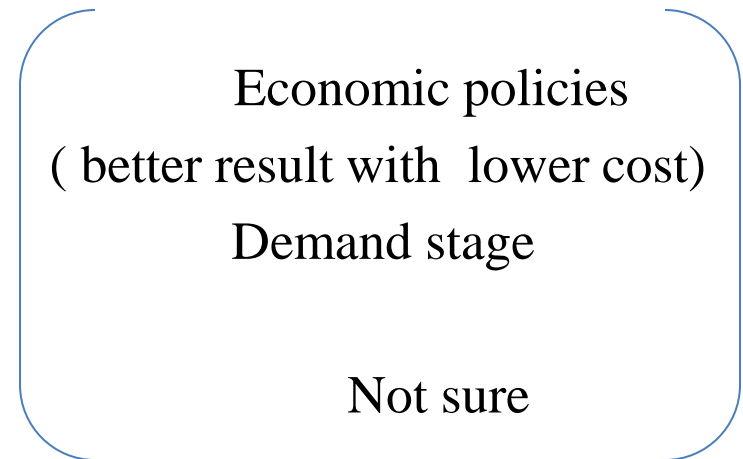 Economic policies
( better result with  lower cost)
Demand stage
Not sure